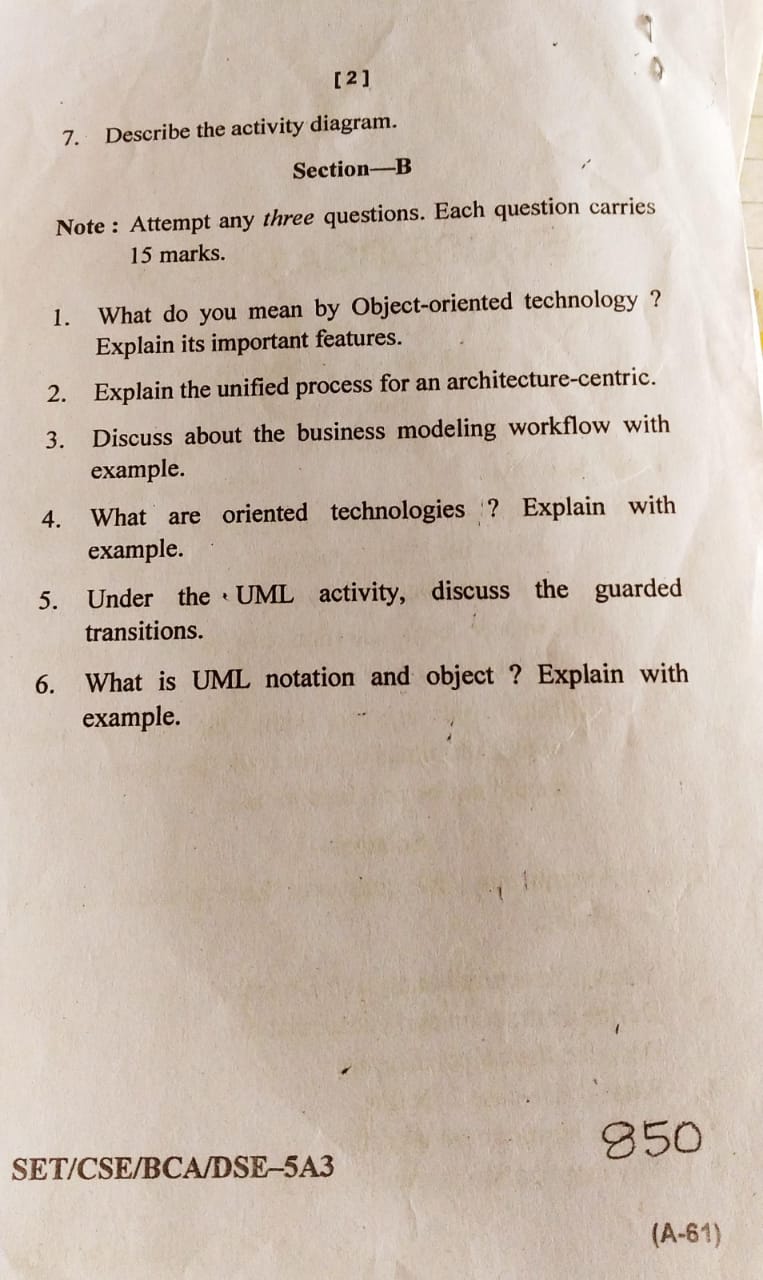 [2]
7. Describe the activity diagram.
Section—B
Note : Attempt any three questions. Each question carries
15 marks.
1. What do you mean by Object-oriented technology ?
Explain its important features.
2. Explain the unified process for an architecture-centric.
3. Discuss about the business modeling workflow with
example.
4. What are oriented technologies ? Explain with
example.
5. Under the UML activity, discuss the guarded
transitions.
6. What is UML notation and object ? Explain with
example.
850
SET/CSE/BCA/DSE–5A3
(A-61)